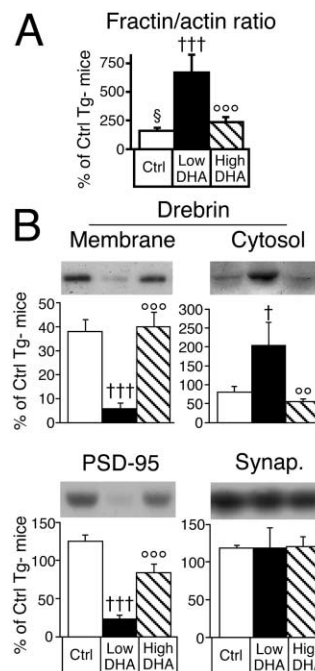 A
Fractin/actin ratio
†††
% of Ctrl Tg- mice
750
500
250
0
§
°°°
Ctrl
Low DHA
High DHA
B
Drebrin
Membrane
Cytosol
% of Ctrl Tg- mice
40
30
20
10
0
†††
°°°
300
250
200
150
100
50
0
†
°°
PSD-95
Synap.
% of Ctrl Tg- mice
150
100
50
0
†††
°°°
150
100
50
0
Ctrl
Low DHA
High DHA
Ctrl
Low DHA
High DHA